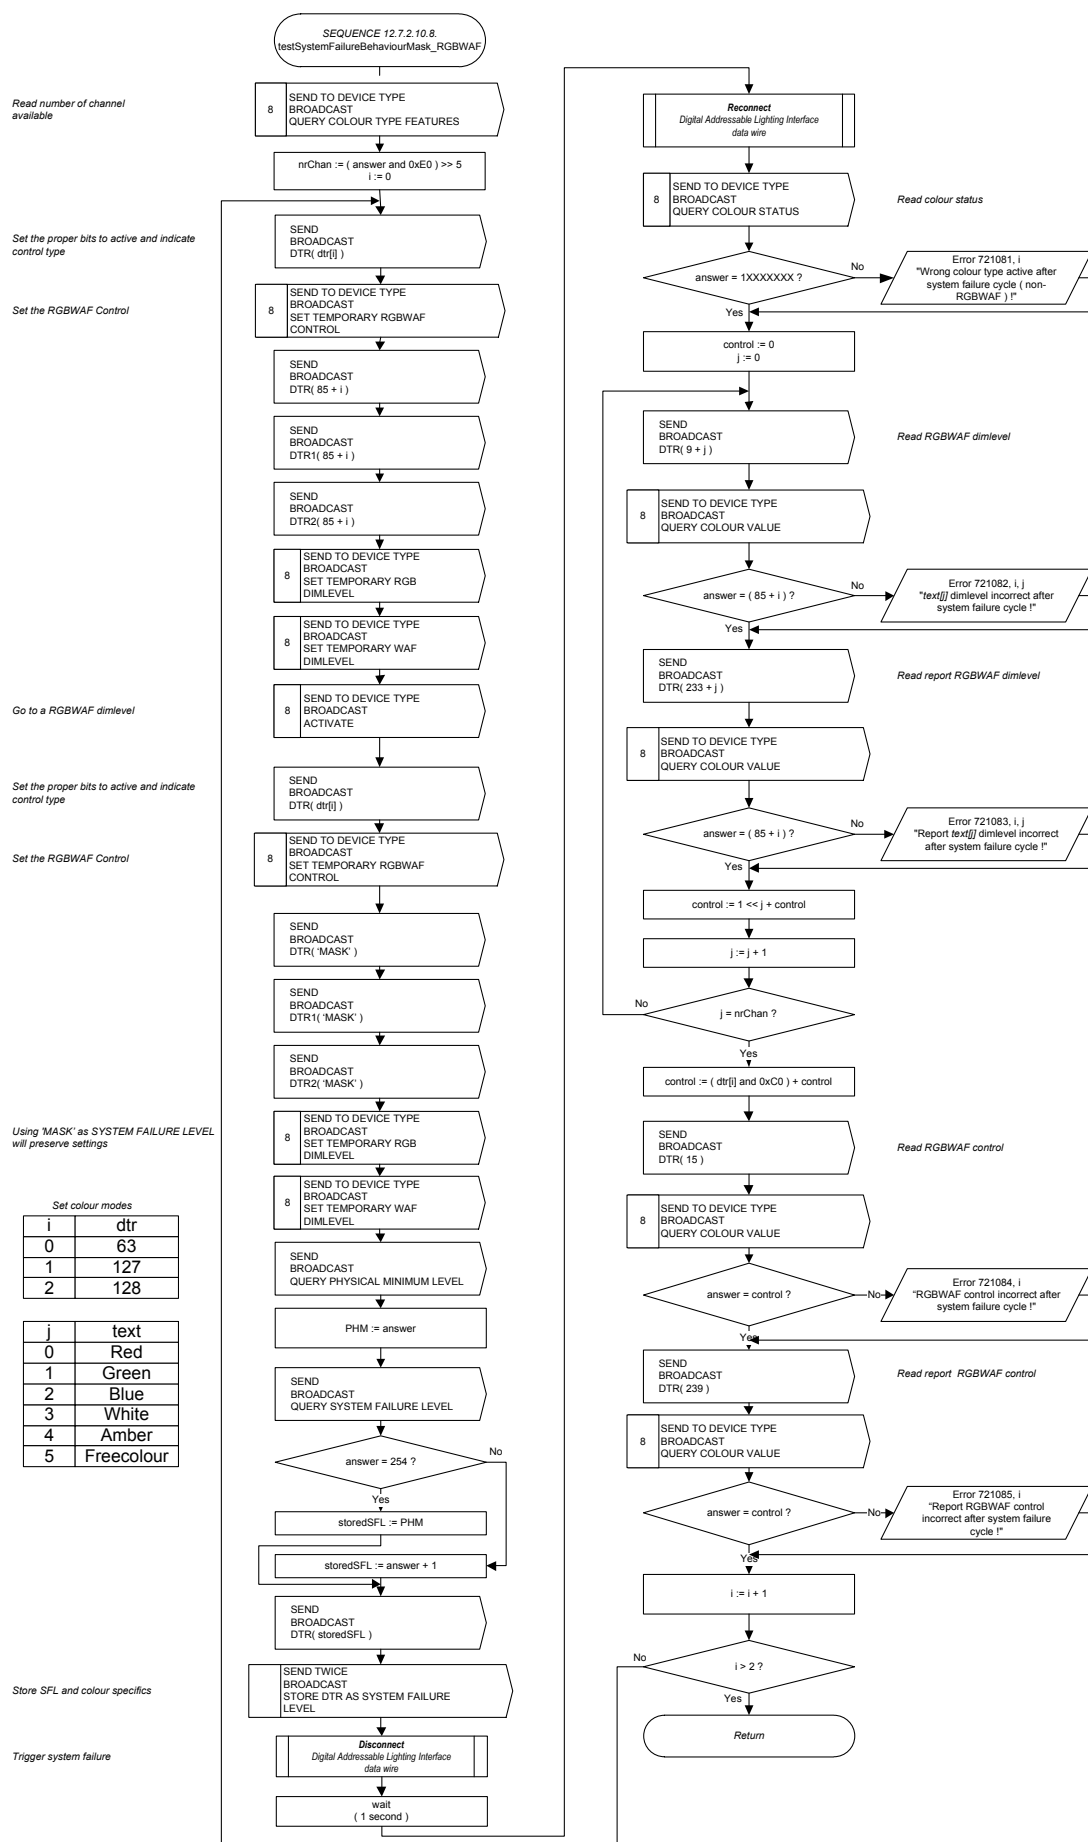 SEQUENCE 12.7.2.10.8.
testSystemFailureBehaviourMask_RGBWAF
Read number of channel
available
8
SEND TO DEVICE TYPE
BROADCAST
QUERY COLOUR TYPE FEATURES
nrChan := ( answer and 0xE0 ) >> 5
i := 0
Set the proper bits to active and indicate
control type
SEND
BROADCAST
DTR( dtr[i] )
Set the RGBWAF Control
8
SEND TO DEVICE TYPE
BROADCAST
SET TEMPORARY RGBWAF
CONTROL
SEND
BROADCAST
DTR( 85 + i )
SEND
BROADCAST
DTR1( 85 + i )
SEND
BROADCAST
DTR2( 85 + i )
8
SEND TO DEVICE TYPE
BROADCAST
SET TEMPORARY RGB
DIMLEVEL
8
SEND TO DEVICE TYPE
BROADCAST
SET TEMPORARY WAF
DIMLEVEL
Go to a RGBWAF dimlevel
8
SEND TO DEVICE TYPE
BROADCAST
ACTIVATE
Set the proper bits to active and indicate
control type
SEND
BROADCAST
DTR( dtr[i] )
Set the RGBWAF Control
8
SEND TO DEVICE TYPE
BROADCAST
SET TEMPORARY RGBWAF
CONTROL
SEND
BROADCAST
DTR( 'MASK' )
SEND
BROADCAST
DTR1( 'MASK' )
SEND
BROADCAST
DTR2( 'MASK' )
Using 'MASK' as SYSTEM FAILURE LEVEL
will preserve settings
8
SEND TO DEVICE TYPE
BROADCAST
SET TEMPORARY RGB
DIMLEVEL
8
SEND TO DEVICE TYPE
BROADCAST
SET TEMPORARY WAF
DIMLEVEL
Set colour modes
i dtr
0 63
1 127
2 128
j text
0 Red
1 Green
2 Blue
3 White
4 Amber
5 Freecolour
SEND
BROADCAST
QUERY PHYSICAL MINIMUM LEVEL
PHM := answer
SEND
BROADCAST
QUERY SYSTEM FAILURE LEVEL
answer = 254 ?
No
Yes
storedSFL := PHM
storedSFL := answer + 1
SEND
BROADCAST
DTR( storedSFL )
Store SFL and colour specifics
SEND TWICE
BROADCAST
STORE DTR AS SYSTEM FAILURE
LEVEL
Trigger system failure
Disconnect
Digital Addressable Lighting Interface
data wire
wait
( 1 second )
Reconnect
Digital Addressable Lighting Interface
data wire
8
SEND TO DEVICE TYPE
BROADCAST
QUERY COLOUR STATUS
Read colour status
answer = 1XXXXXXX ?
No
Error 721081, i
"Wrong colour type active after
system failure cycle ( non-
RGBWAF ) !"
Yes
control := 0
j := 0
SEND
BROADCAST
DTR( 9 + j )
Read RGBWAF dimlevel
8
SEND TO DEVICE TYPE
BROADCAST
QUERY COLOUR VALUE
answer = ( 85 + i ) ?
No
Error 721082, i, j
"text[j] dimlevel incorrect after
system failure cycle !"
Yes
SEND
BROADCAST
DTR( 233 + j )
Read report RGBWAF dimlevel
8
SEND TO DEVICE TYPE
BROADCAST
QUERY COLOUR VALUE
answer = ( 85 + i ) ?
No
Error 721083, i, j
"Report text[j] dimlevel incorrect
after system failure cycle !"
Yes
control := 1 << j + control
j := j + 1
No
j = nrChan ?
Yes
control := ( dtr[i] and 0xC0 ) + control
SEND
BROADCAST
DTR( 15 )
Read RGBWAF control
8
SEND TO DEVICE TYPE
BROADCAST
QUERY COLOUR VALUE
answer = control ?
No
Error 721084, i
"RGBWAF control incorrect after
system failure cycle !"
Yes
SEND
BROADCAST
DTR( 239 )
Read report RGBWAF control
8
SEND TO DEVICE TYPE
BROADCAST
QUERY COLOUR VALUE
answer = control ?
No
Error 721085, i
"Report RGBWAF control
incorrect after system failure
cycle !"
Yes
i := i + 1
No
i > 2 ?
Yes
Return